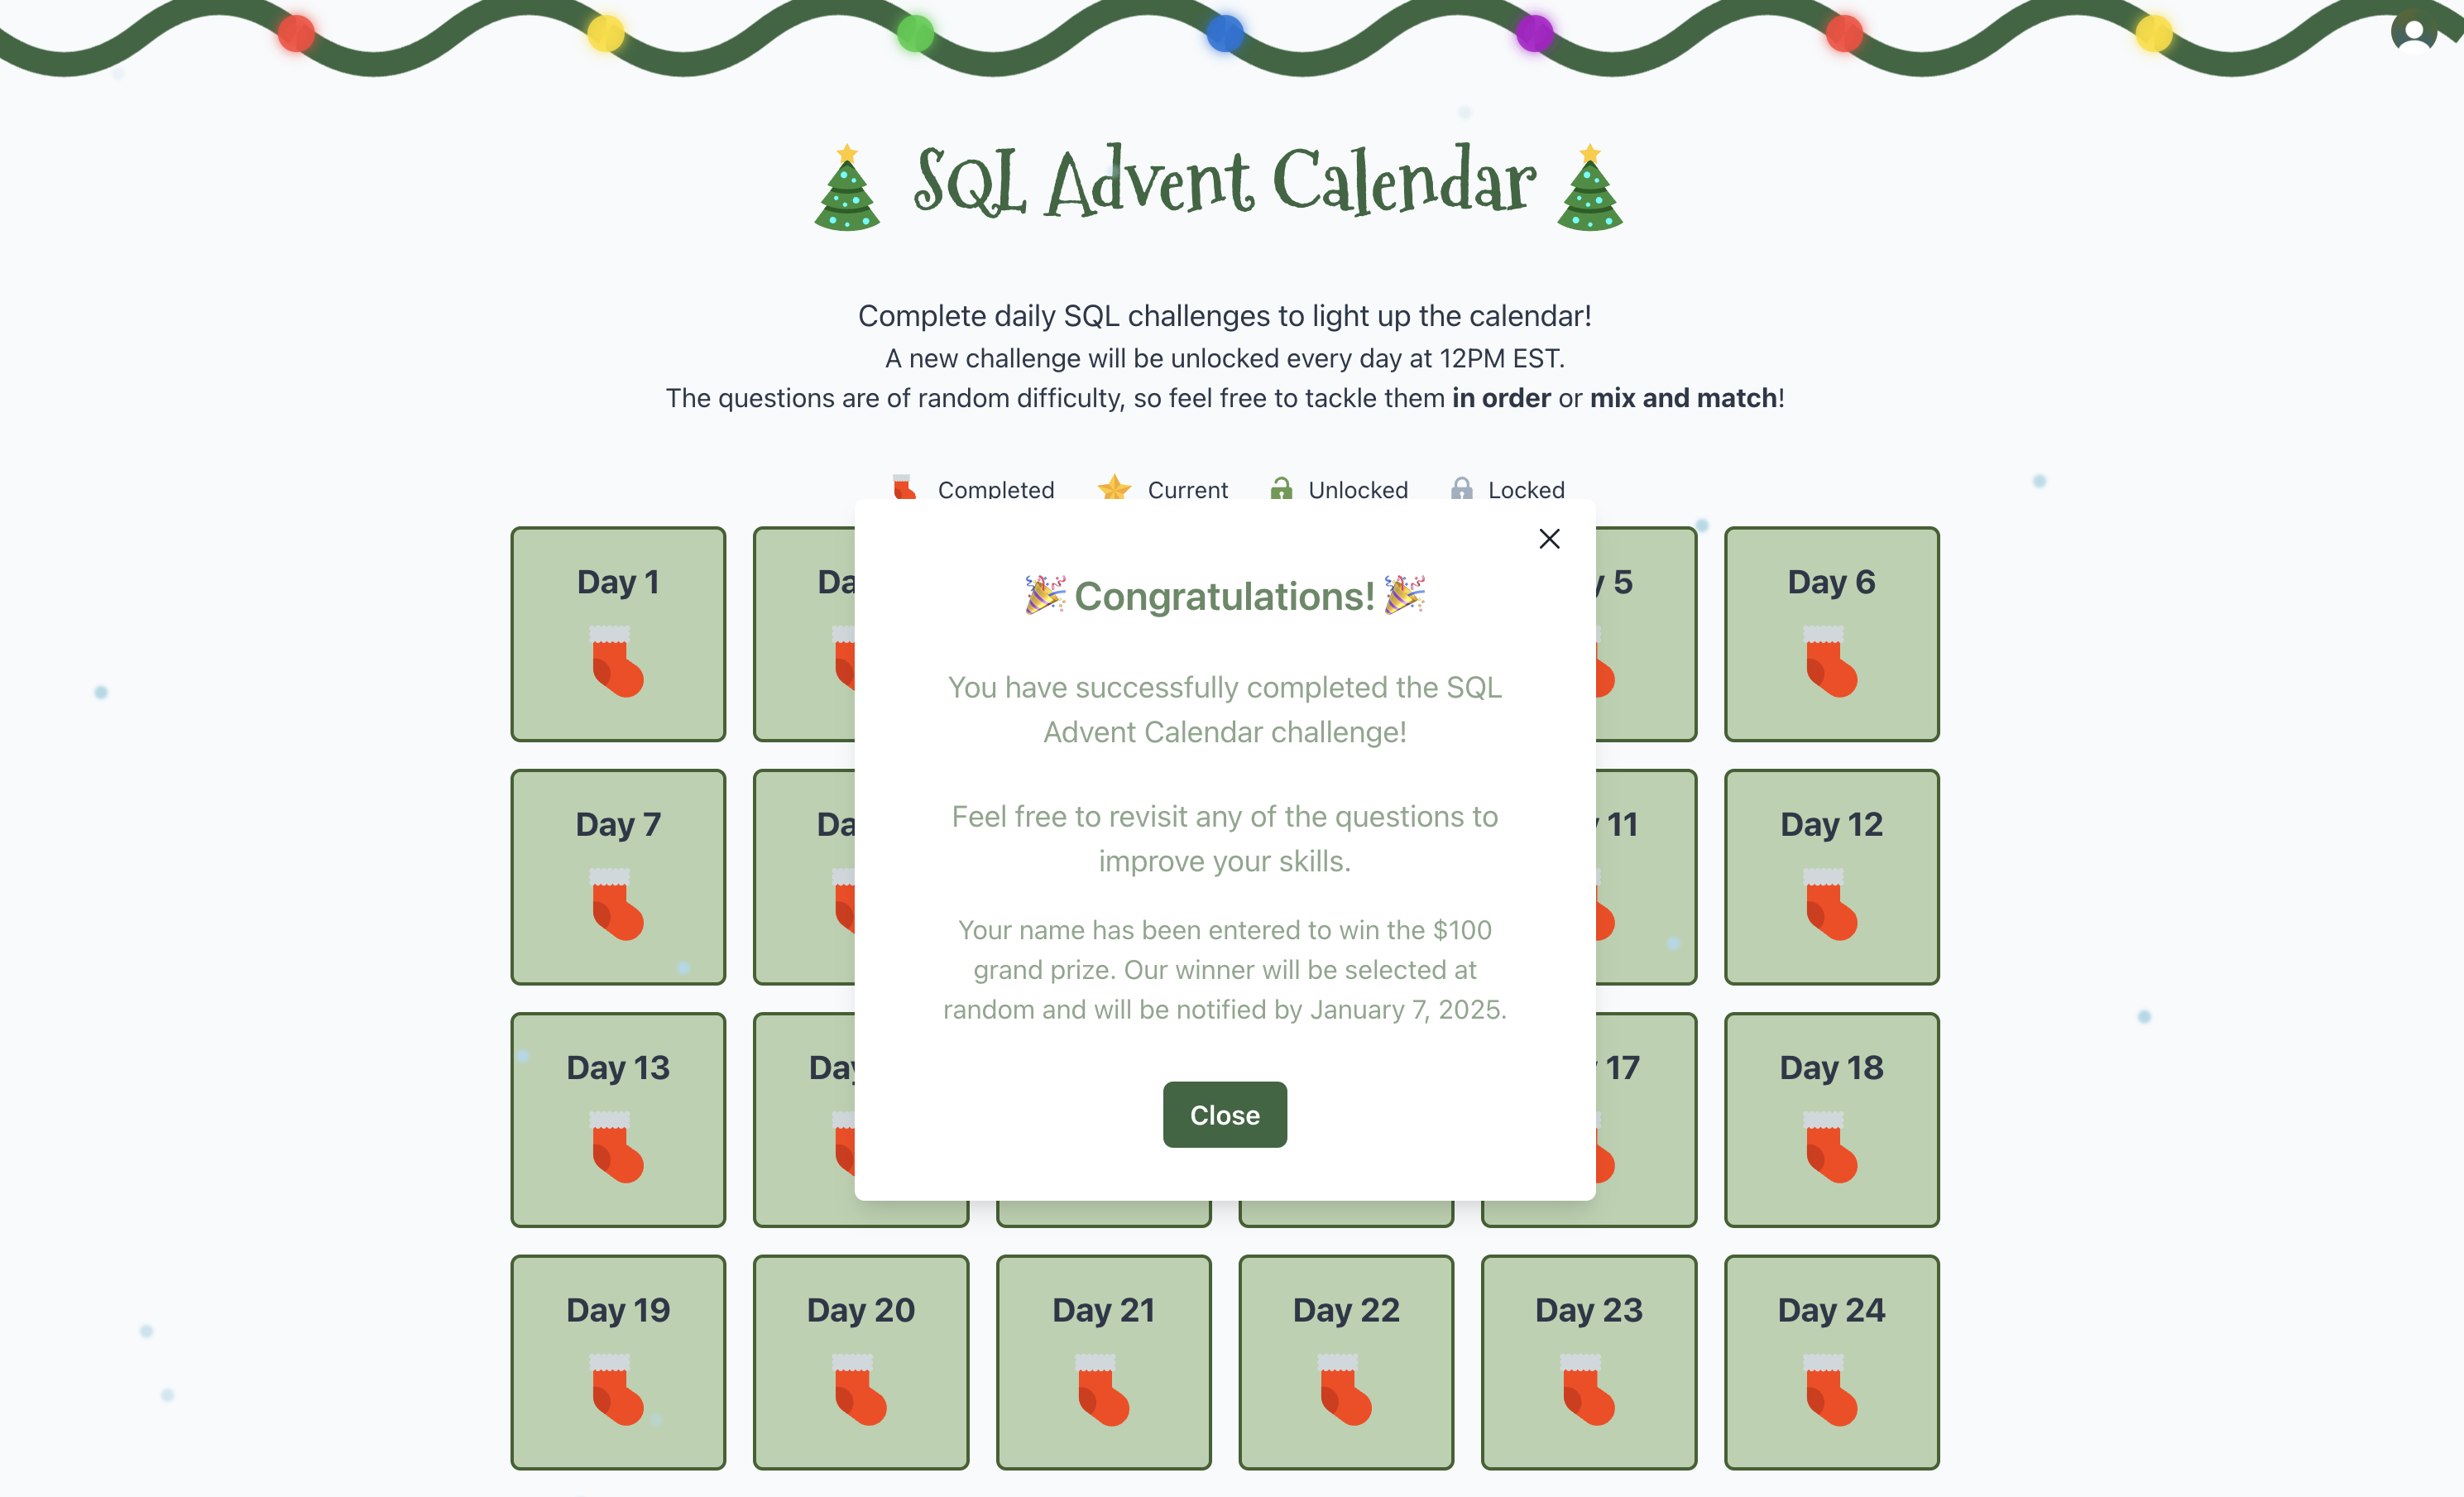 SQL Advent Calendar
Complete daily SQL challenges to light up the calendar!
A new challenge will be unlocked every day at 12PM EST.
The questions are of random difficulty, so feel free to tackle them in order or mix and match!
Completed Current Unlocked Locked
Day 1 Da y 5 Day 6
Congratulations!
You have successfully completed the SQL
Advent Calendar challenge!
Feel free to revisit any of the questions to
improve your skills.
Day 7 Da 11 Day 12
Your name has been entered to win the $100
grand prize. Our winner will be selected at
random and will be notified by January 7, 2025.
Day 13 Day 17 Day 18
Close
Day 19 Day 20 Day 21 Day 22 Day 23 Day 24